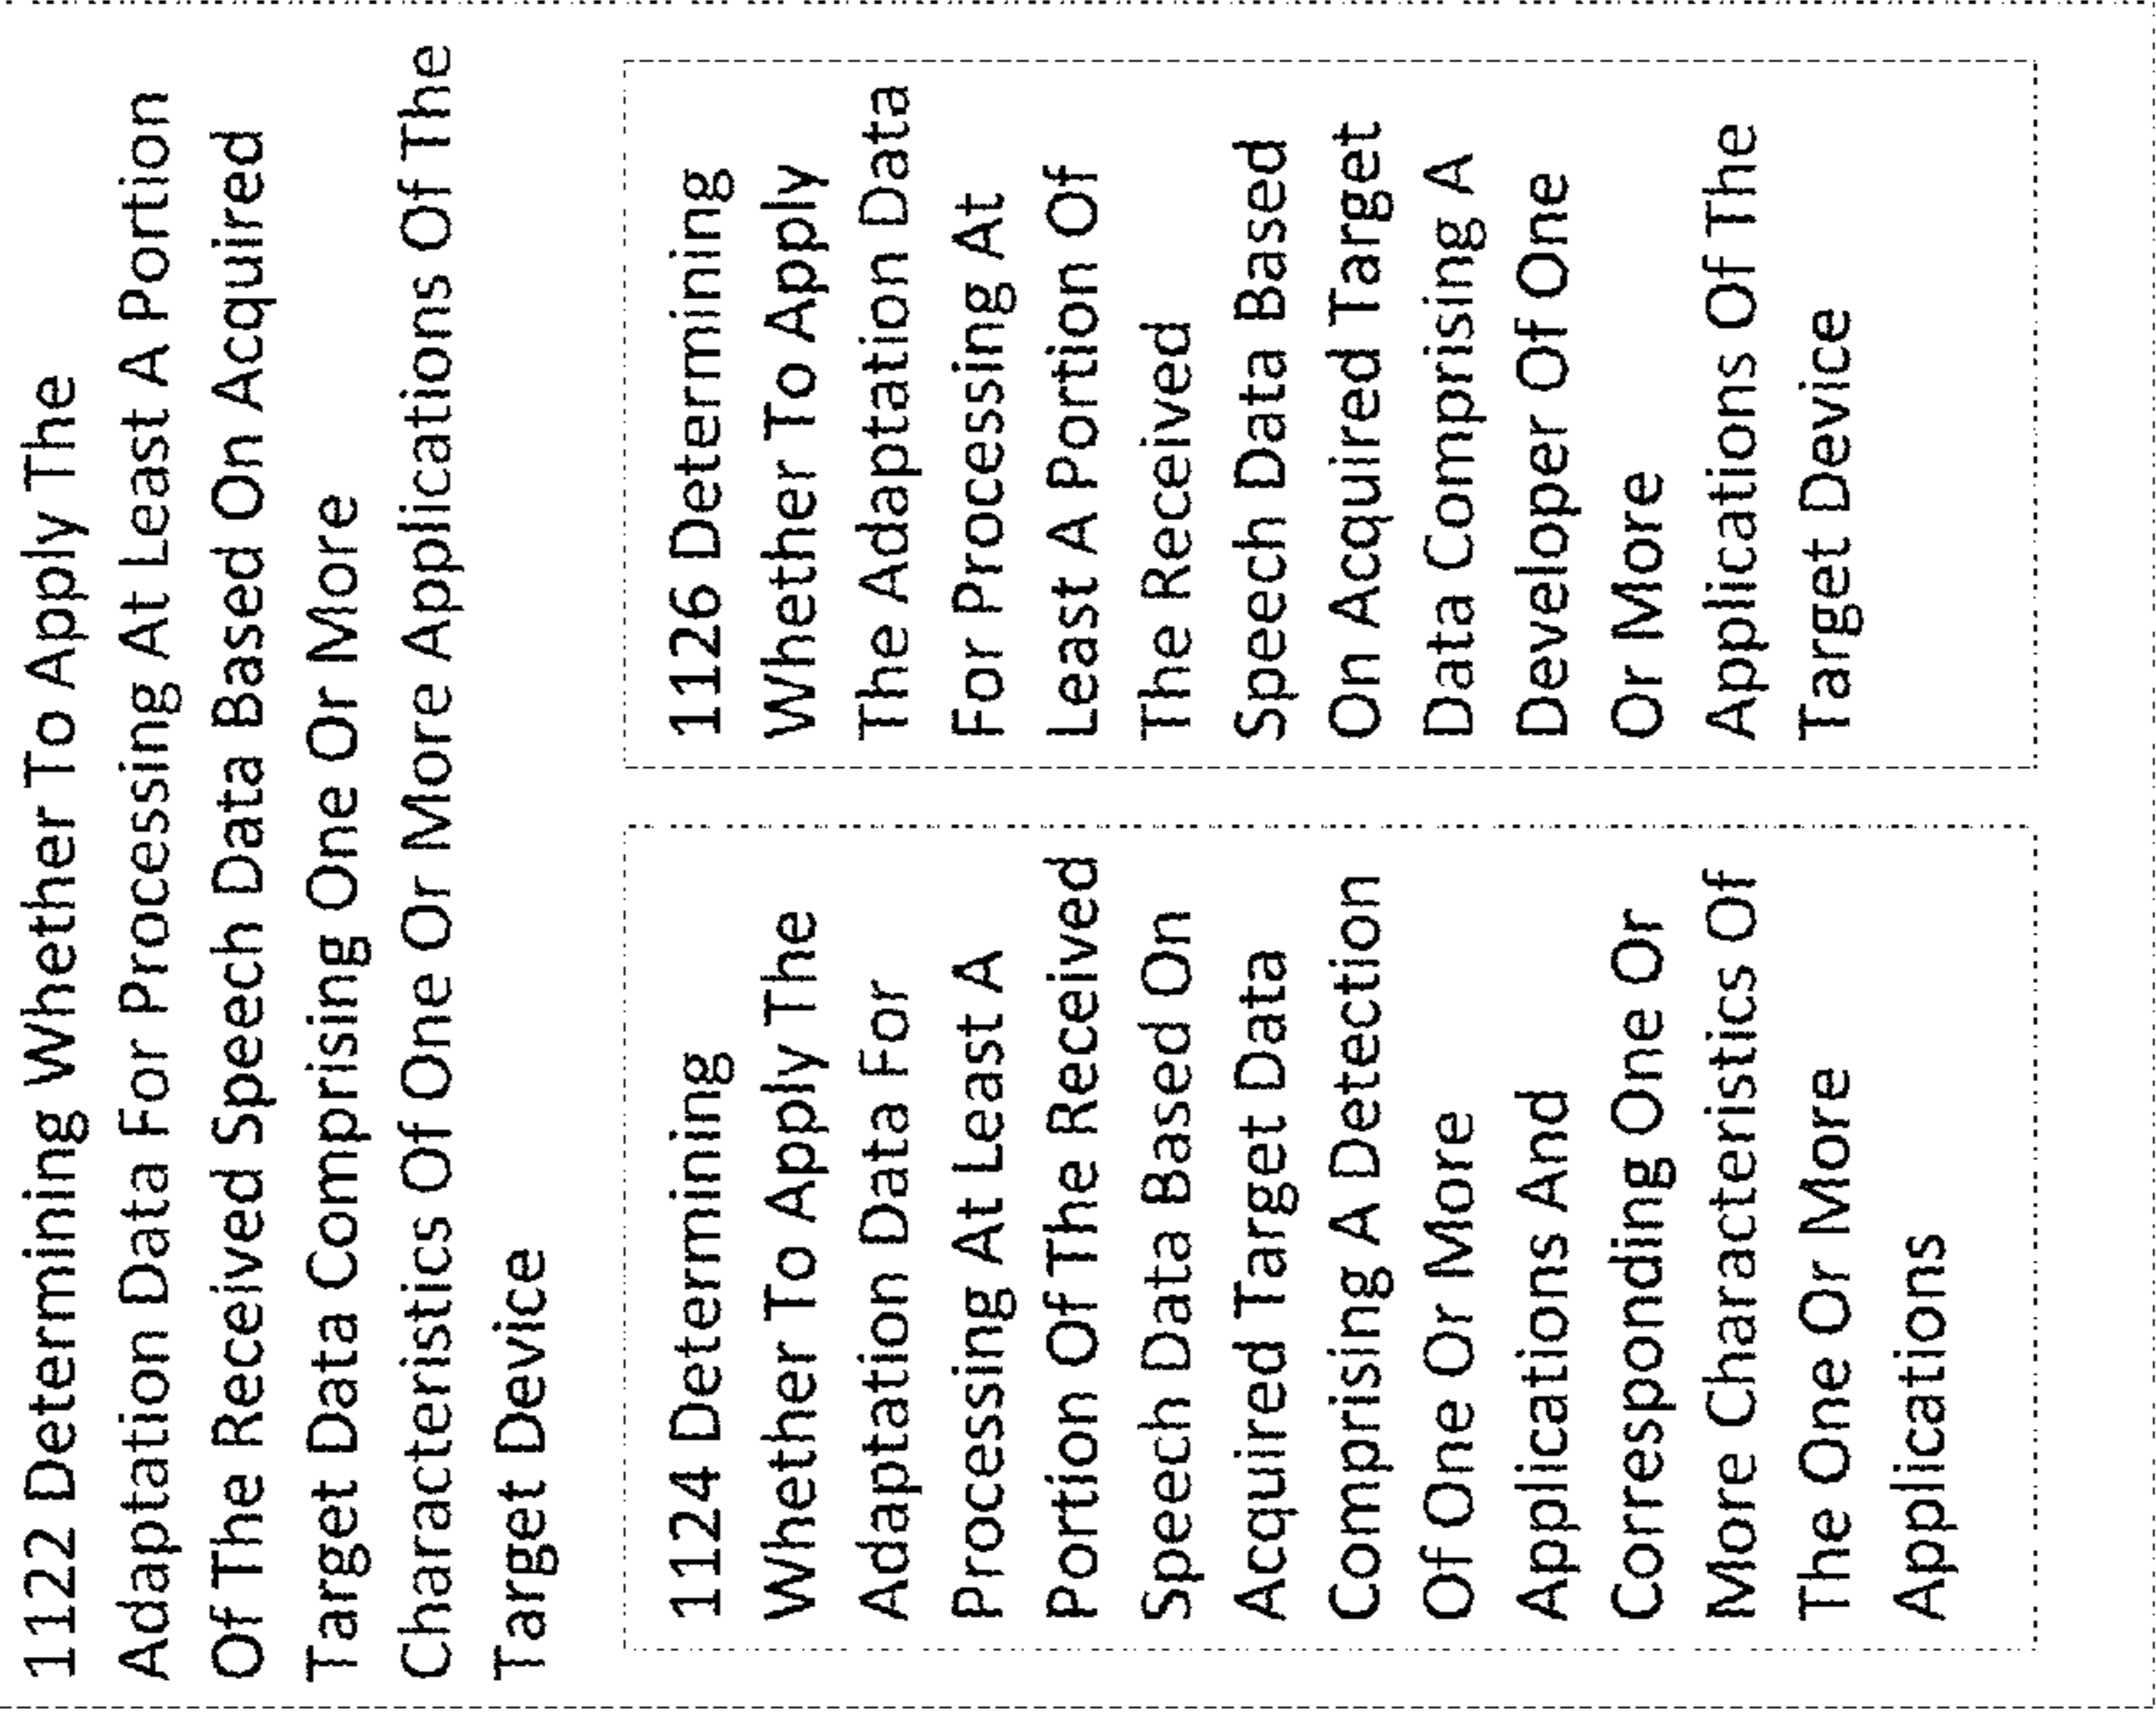 1122 Determining Whether To Apply The
Adaptation Data For Processing At Least A Portion
Of The Received Speech Data Based On Acquired
Target Data Comprising One Or More
Characteristics Of One Or More Applications Of The
Target Device
1124 Determining
Whether To Apply The
Adaptation Data For
Processing At Least A
Portion Of The Received
Speech Data Based On
Acquired Target Data
Comprising A Detection
Of One Or More
Applications And
Corresponding One Or
More Characteristics Of
The One Or More
Applications
1126 Determining
Whether To Apply
The Adaptation Data
For Processing At
Least A Portion Of
The Received
Speech Data Based
On Acquired Target
Data Comprising A
Developer Of One
Or More
Applications Of The
Target Device